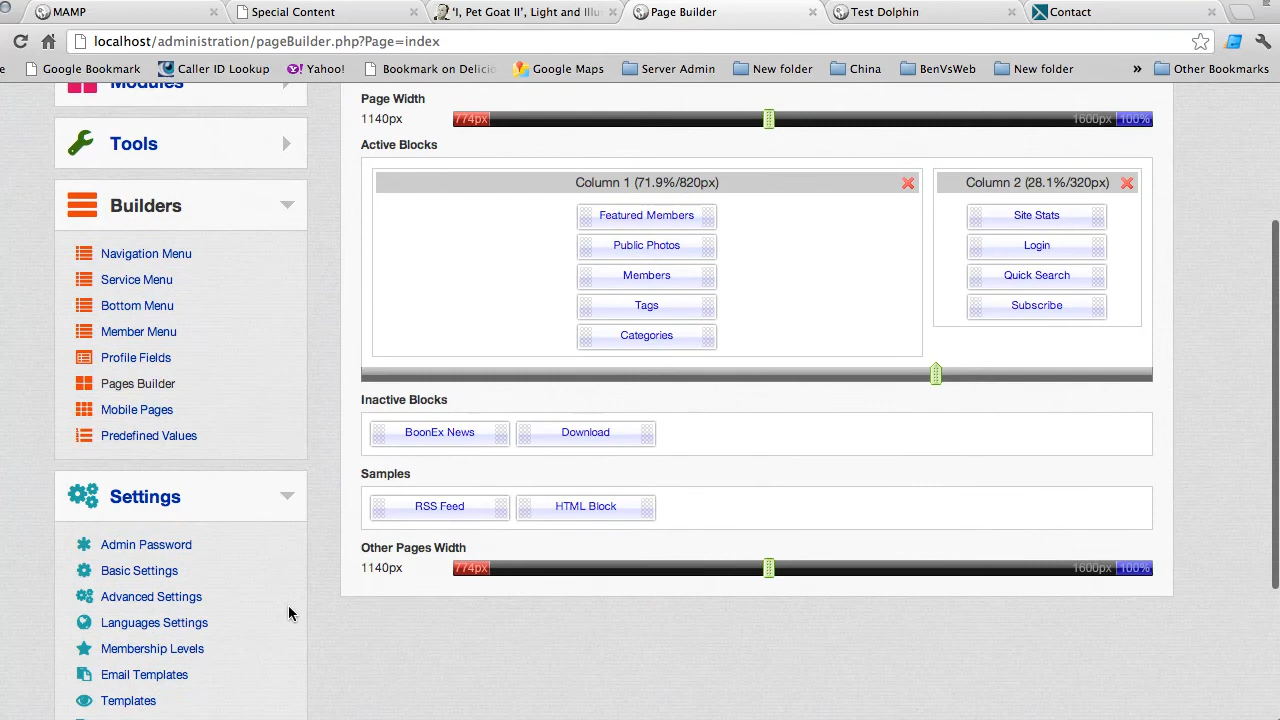 MAMP
Special Content
'I, Pet Goat II', Light and Illu
Page Builder
Test Dolphin
Contact
localhost/administration/pageBuilder.php?Page=index
Google Bookmark
Caller ID Lookup
Yahoo!
Bookmark on Delicio
Google Maps
Server Admin
New folder
China
BenVsWeb
New folder
»
Other Bookmarks
Modules
Tools
Builders
Navigation Menu
Service Menu
Bottom Menu
Member Menu
Profile Fields
Pages Builder
Mobile Pages
Predefined Values
Settings
Admin Password
Basic Settings
Advanced Settings
Languages Settings
Membership Levels
Email Templates
Templates
Page Width
1140px
774px
1600px
100%
Active Blocks
Column 1 (71.9%/820px)
Featured Members
Public Photos
Members
Tags
Categories
Column 2 (28.1%/320px)
Site Stats
Login
Quick Search
Subscribe
Inactive Blocks
BoonEx News
Download
Samples
RSS Feed
HTML Block
Other Pages Width
1140px
774px
1600px
100%